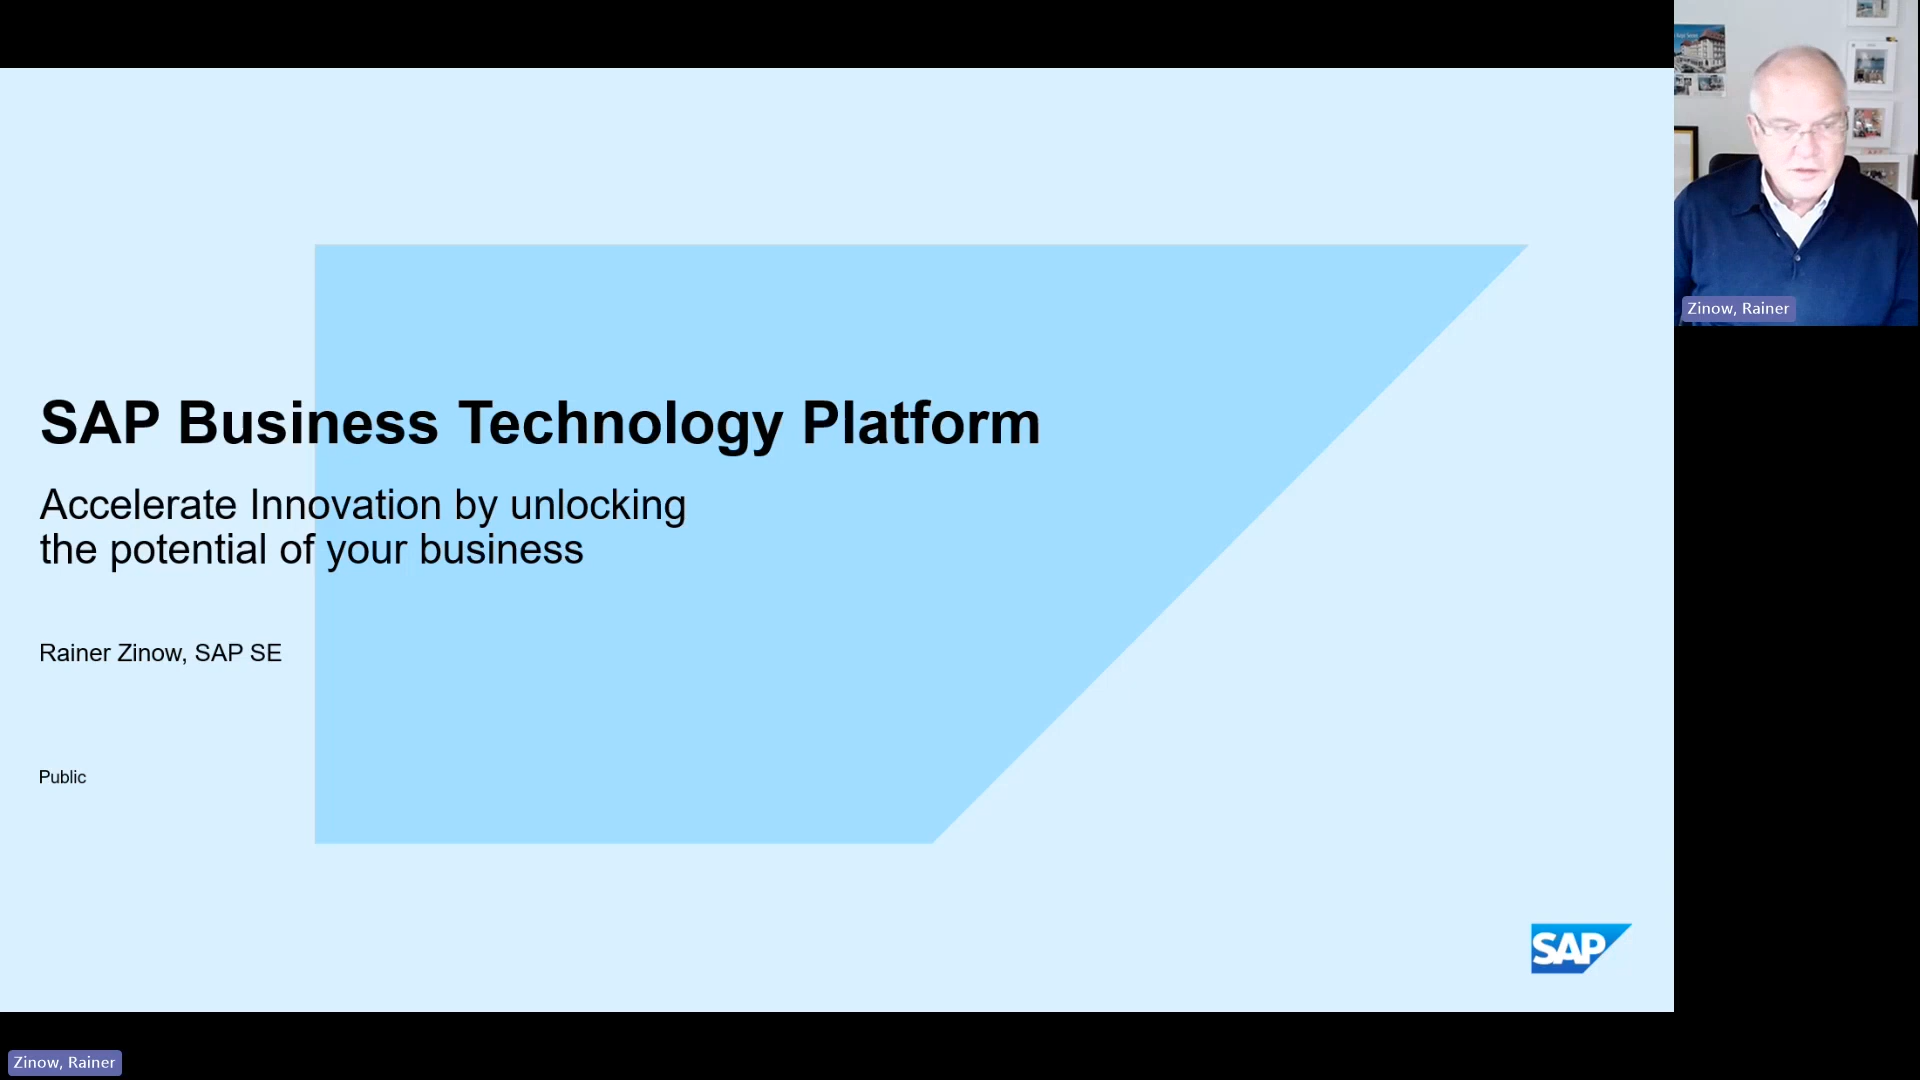 SAP Business Technology Platform
Accelerate Innovation by unlocking
the potential of your business
Rainer Zinow, SAP SE
Public
SAP
Zinow, Rainer
Zinow, Rainer